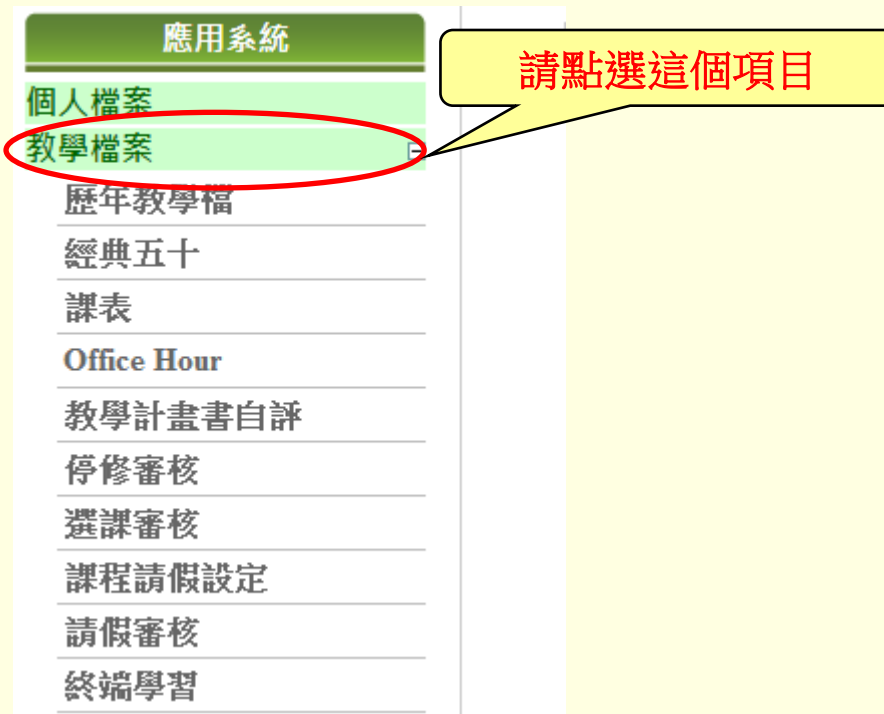 應用系統
請點選這個項目
個人檔案
教學檔案
歷年教學檔
經典五十
課表
Office Hour
教學計畫書自評
停修審核
選課審核
課程請假設定
請假審核
終端學習